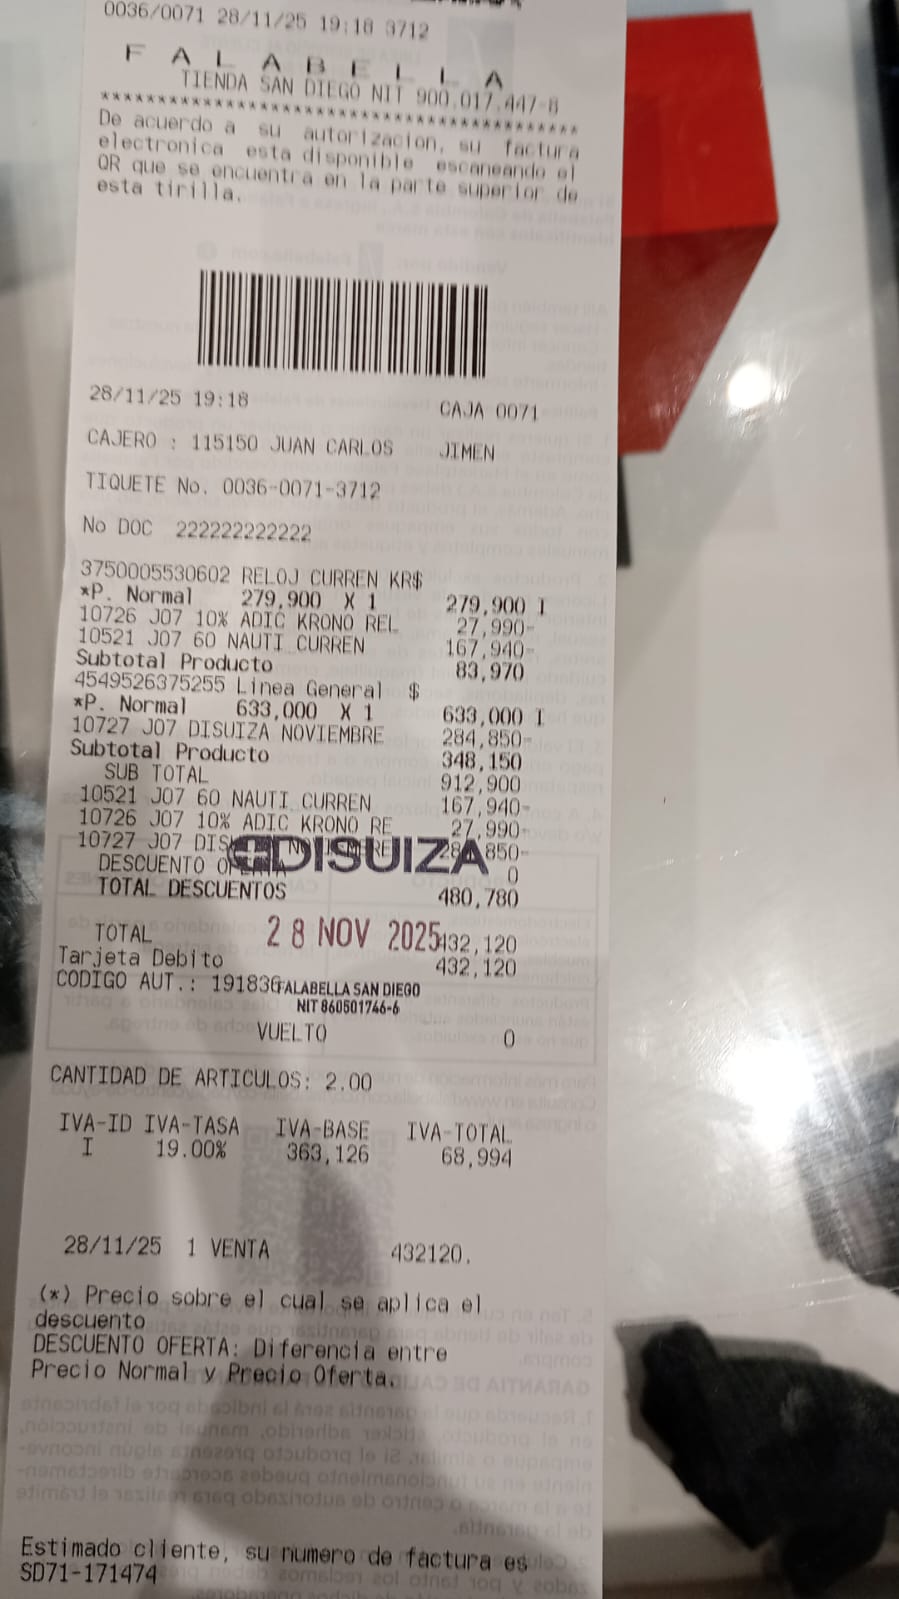 0036/0071 28/11/25 19:18 3712
F A L A B E L L A
TIENDA SAN DIEGO NIT 900.017.447-8
******************************************
De acuerdo a su autorizacion, su factura
electronica esta disponible escaneando el
QR que se encuentra en la parte superior de
esta tirilla.
28/11/25 19:18 CAJA 0071
CAJERO : 115150 JUAN CARLOS JIMEN
TIQUETE No. 0036-0071-3712
No DOC 222222222222
3750005530602 RELOJ CURREN KR$
*P. Normal 279,900 X 1 279,900 I
10726 J07 10% ADIC KRONO REL 27,990-
10521 J07 60 NAUTI CURREN 167,940-
Subtotal Producto 83,970
4549526375255 Linea General $
*P. Normal 633,000 X 1 633,000 I
10727 J07 DISUIZA NOVIEMBRE 284,850-
Subtotal Producto 348,150
SUB TOTAL 912,900
10521 J07 60 NAUTI CURREN 167,940-
10726 J07 10% ADIC KRONO RE 27,990-
10727 J07 DIS 850-
DISUIZA
DESCUENTO 0
TOTAL DESCUENTOS 480,780
28 NOV 2025
TOTAL 432,120
Tarjeta Debito 432,120
CODIGO AUT.: 191836
FALABELLA SAN DIEGO
NIT 860501746-6
VUELTO 0
CANTIDAD DE ARTICULOS: 2.00
IVA-ID IVA-TASA IVA-BASE IVA-TOTAL
I 19.00% 363,126 68,994
28/11/25 1 VENTA 432120.
(*) Precio sobre el cual se aplica el
descuento
DESCUENTO OFERTA: Diferencia entre
Precio Normal y Precio Oferta.
Estimado cliente, su numero de factura es
SD71-171474